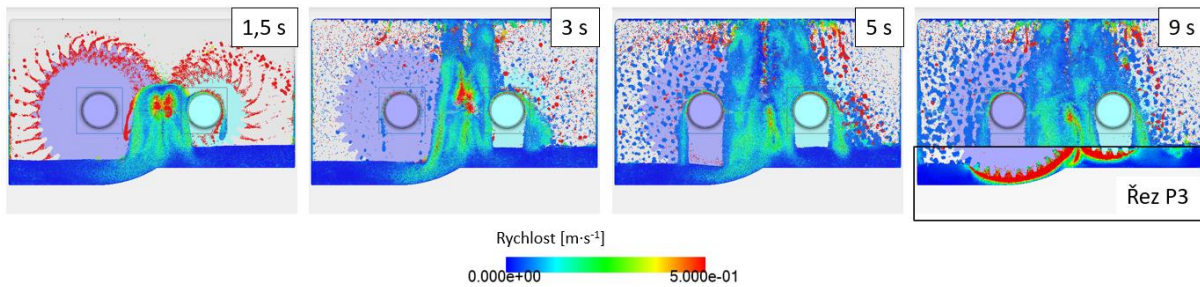 1,5 s
3 s
5 s
9 s
Řez P3
Rychlost [m·s⁻¹]
0.000e+00 5.000e-01